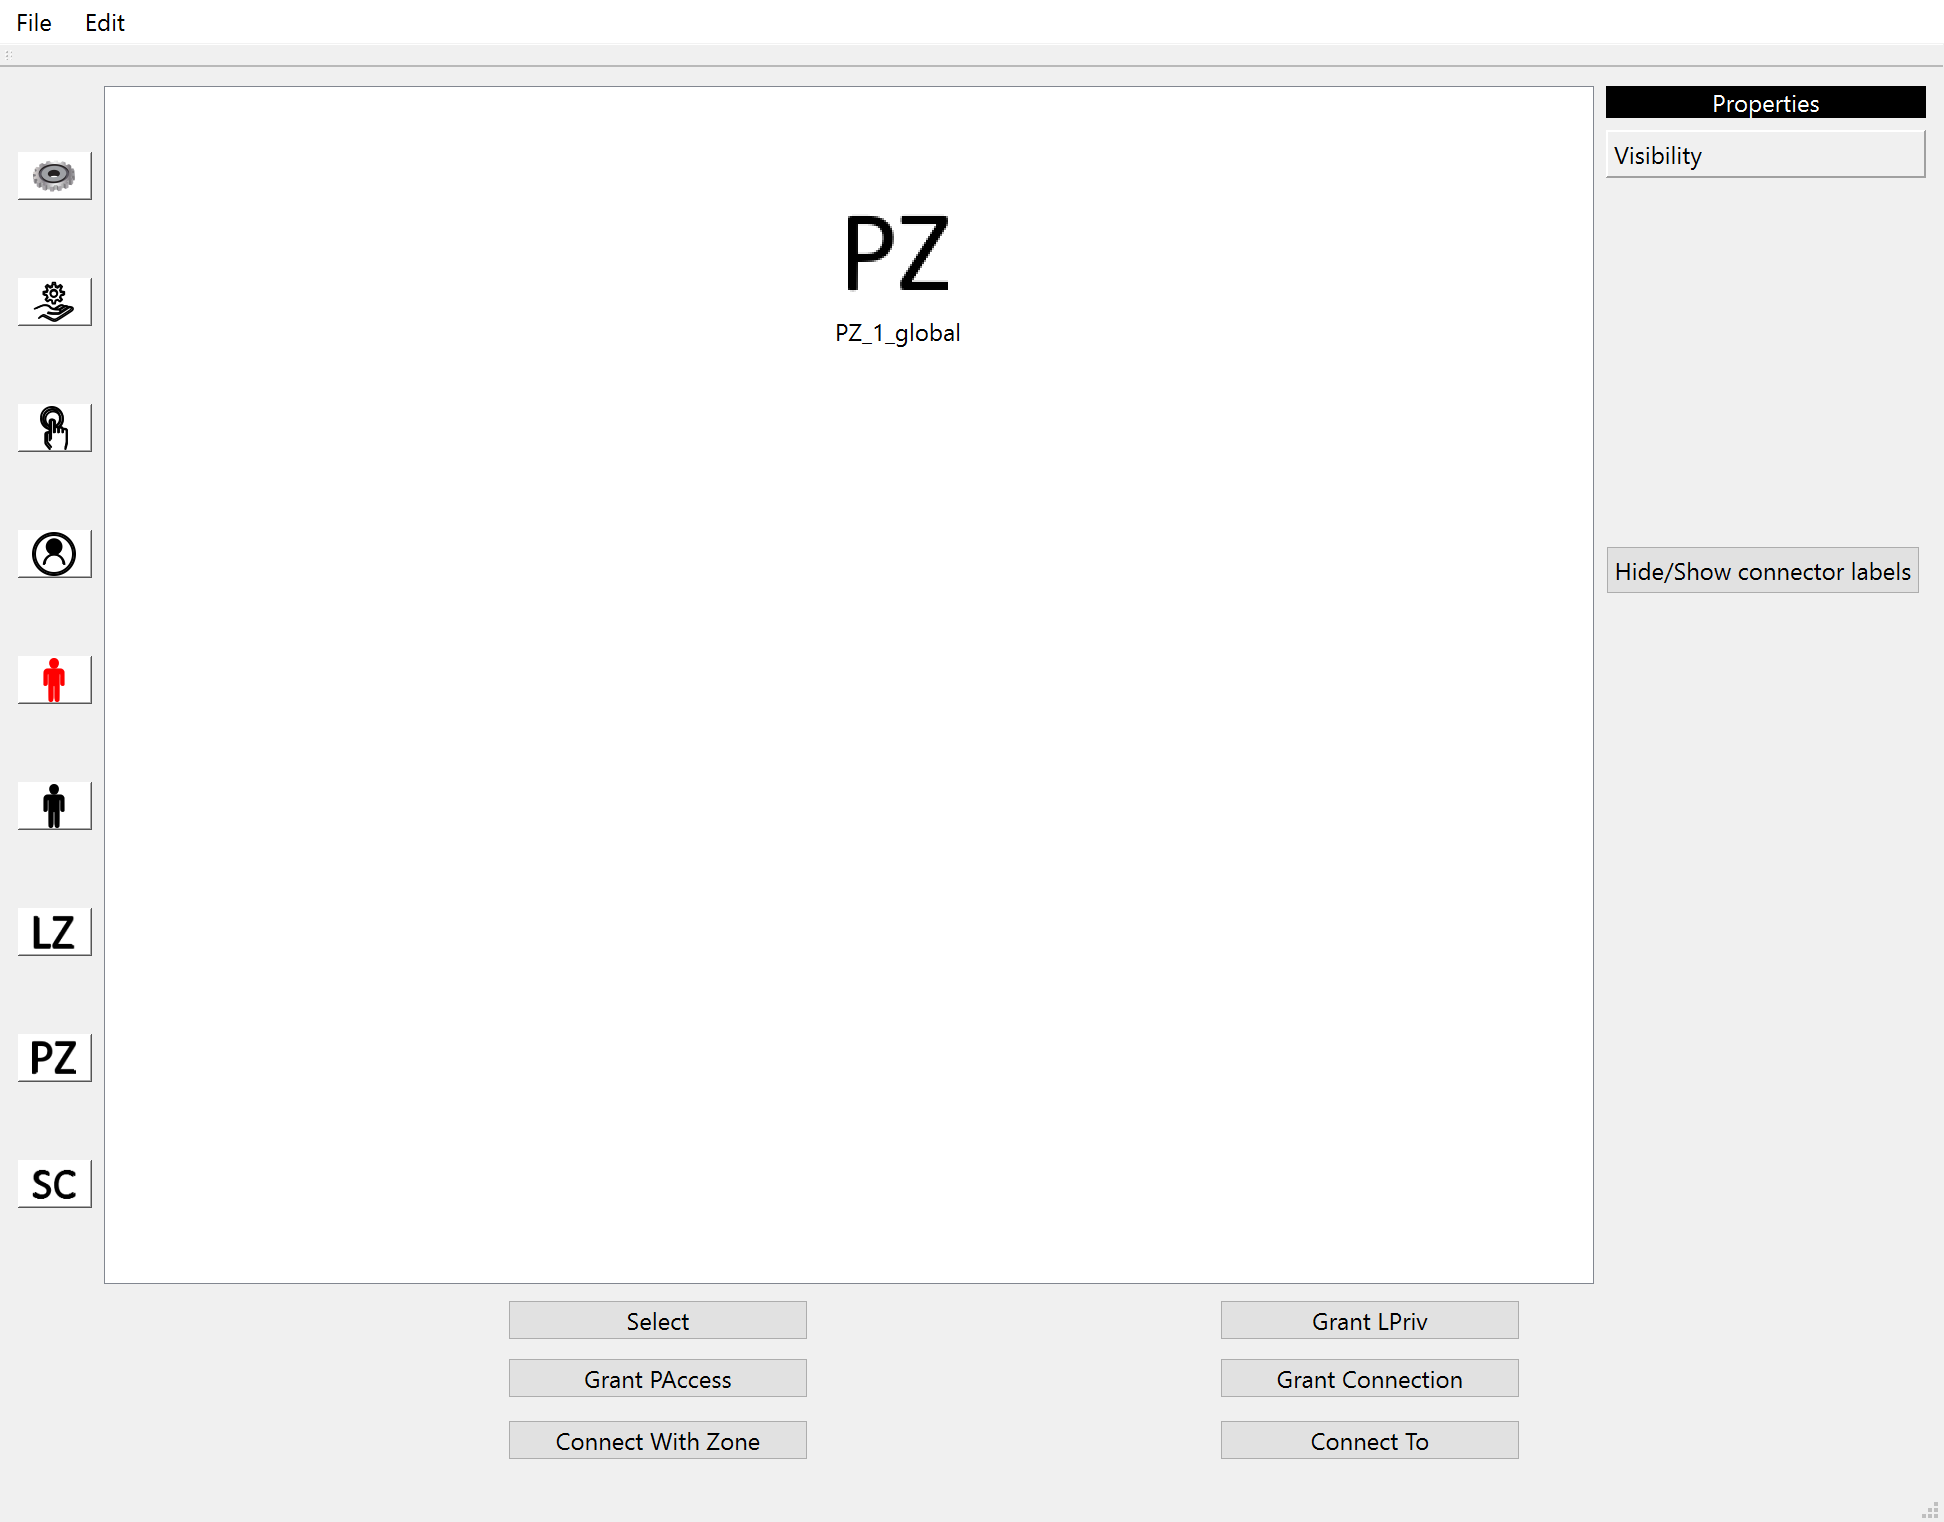 File Edit
Properties
Visibility
PZ
PZ_1_global
Hide/Show connector labels
LZ
PZ
SC
Select
Grant LPriv
Grant PAccess
Grant Connection
Connect With Zone
Connect To